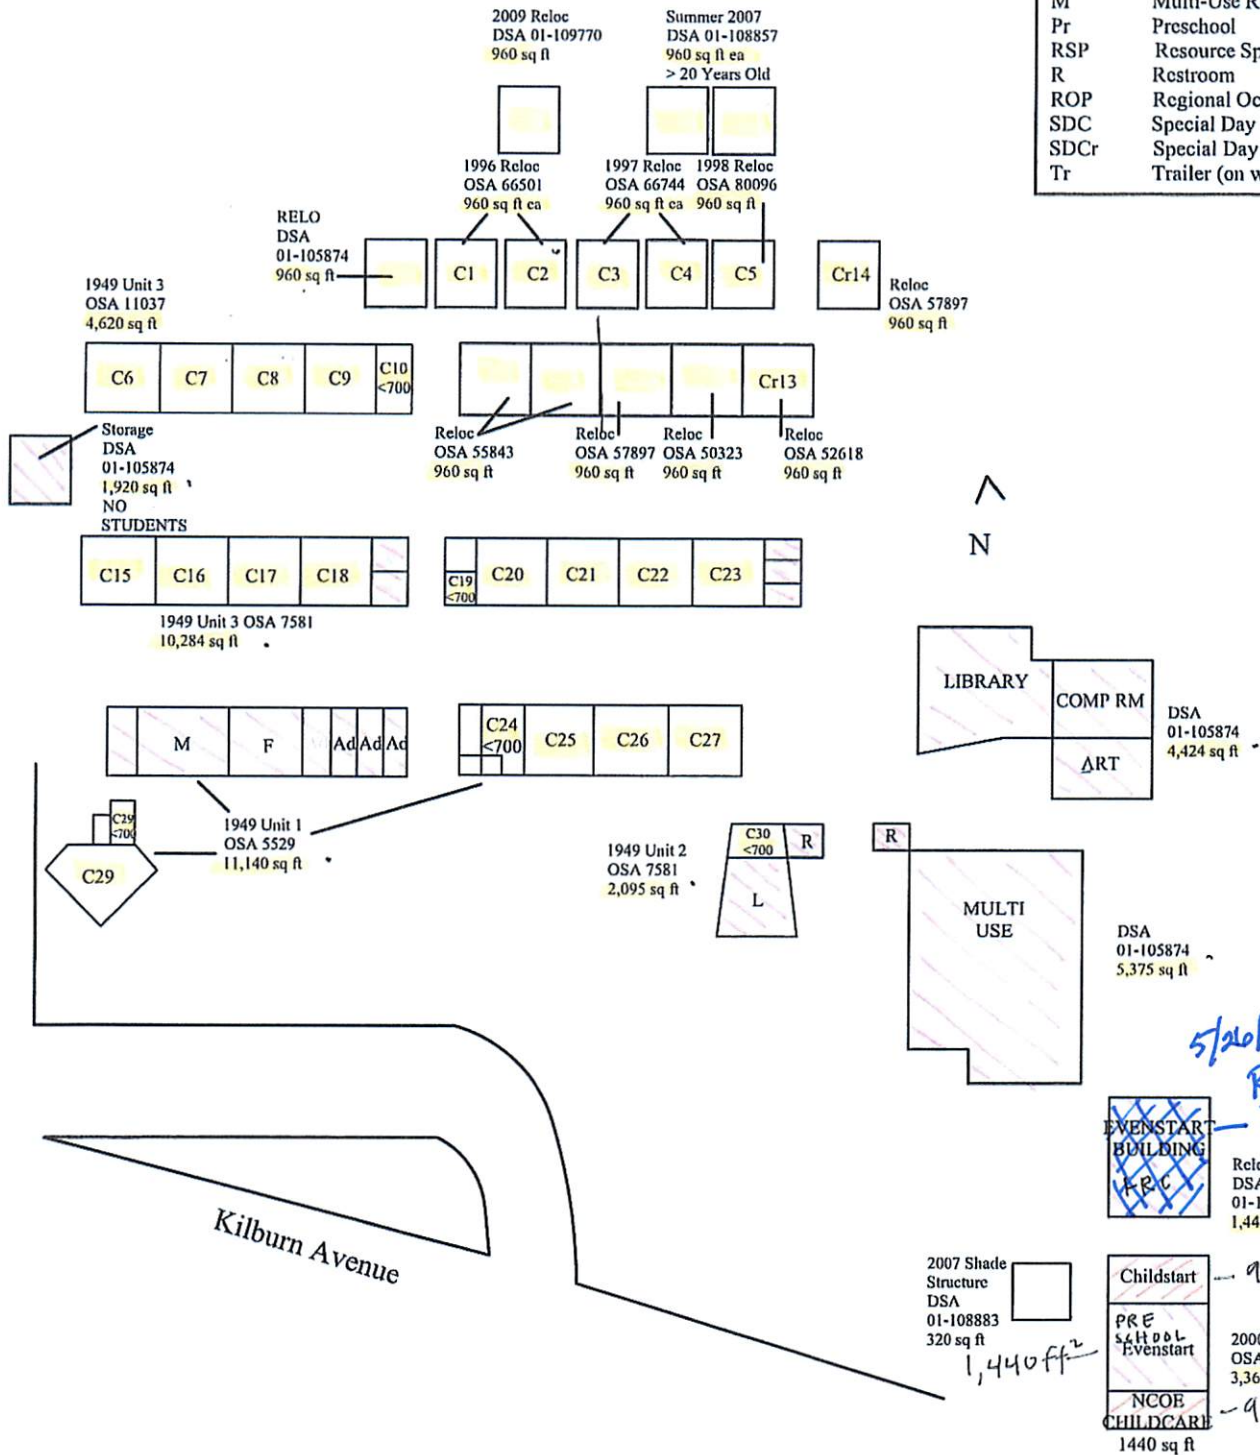 2009 Reloc
DSA 01-109770
960 sq ft
Summer 2007
DSA 01-108857
960 sq ft ea
> 20 Years Old
M
Pr Preschool
RSP Resource
R Restroom
ROP Regional
SDC Special Day
SDCr Special Day
Tr Trailer (on
1996 Reloc
OSA 66501
960 sq ft ea
1997 Reloc
OSA 66744
960 sq ft ea
1998 Reloc
OSA 80096
960 sq ft
RELO
DSA
01-105874
960 sq ft
C1
C2
C3
C4
C5
Cr14
Reloc
OSA 57897
960 sq ft
1949 Unit 3
OSA 11037
4,620 sq ft
C6
C7
C8
C9
C10
<700
Cr13
Storage
DSA
01-105874
1,920 sq ft
NO
STUDENTS
Reloc
OSA 55843
960 sq ft
Reloc
OSA 57897
960 sq ft
Reloc
OSA 50323
960 sq ft
Reloc
OSA 52618
960 sq ft
N
C15
C16
C17
C18
C19
<700
C20
C21
C22
C23
1949 Unit 3 OSA 7581
10,284 sq ft
LIBRARY
COMP RM
ART
DSA
01-105874
4,424 sq ft
M
F
Ad
Ad
Ad
C24
<700
C25
C26
C27
C29
<700
C29
1949 Unit 1
OSA 5529
11,140 sq ft
1949 Unit 2
OSA 7581
2,095 sq ft
C30
<700
R
L
R
MULTI
USE
DSA
01-105874
5,375 sq ft
5/26/
EVENSTART
BUILDING
ARC
DSA
Kilburn Avenue
2007 Shade
Structure
DSA
01-108883
320 sq ft
1,440 ft²
Childstart
PRE
SCHOOL
Evenstart
OSA
NCOE
CHILDCARE
1440 sq ft